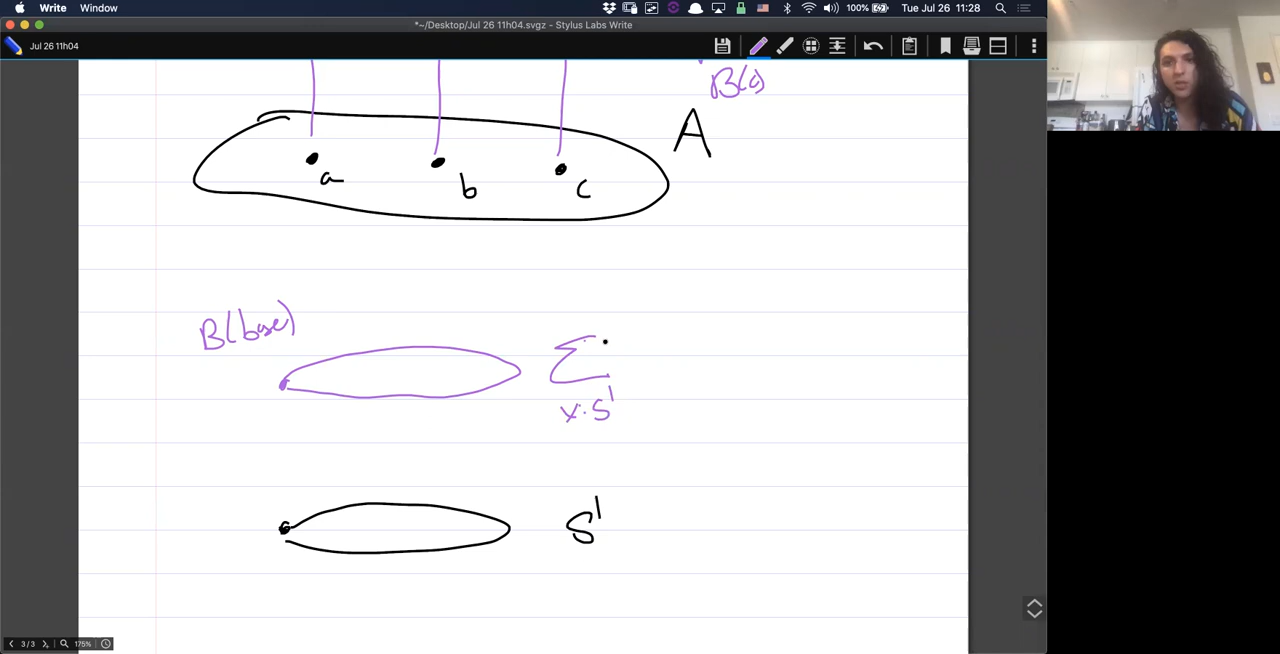 Write Window 100% Tue Jul 26 11:28
*~/Desktop/Jul 26 11h04.svgz - Stylus Labs Write
Jul 26 11h04
B(c)
A
a b c
B(base)
Σ
x:S¹
S¹
3/3 175%